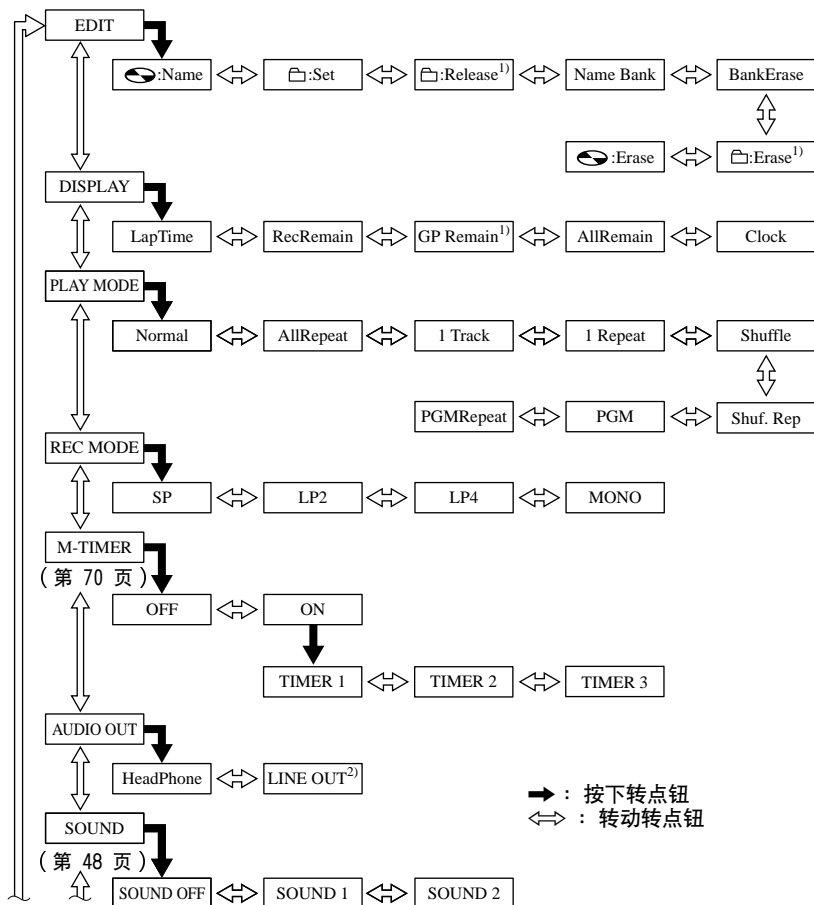 EDIT
:Name :Set :Release1) Name Bank BankErase
:Erase :Erase1)
DISPLAY
LapTime RecRemain GP Remain1) AllRemain Clock
PLAY MODE
Normal AllRepeat 1 Track 1 Repeat Shuffle
PGMRepeat PGM Shuf. Rep
REC MODE
SP LP2 LP4 MONO
M-TIMER
(第 70 页)
OFF ON
TIMER 1 TIMER 2 TIMER 3
AUDIO OUT
HeadPhone LINE OUT2)
：按下转点钮
：转动转点钮
SOUND
(第 48 页)
SOUND OFF SOUND 1 SOUND 2